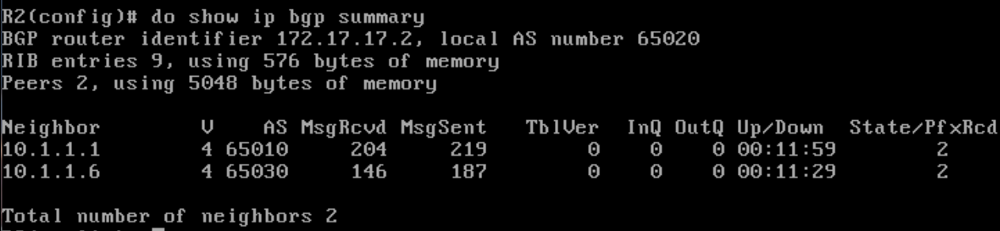 R2(config)# do show ip bgp summary
BGP router identifier 172.17.17.2, local AS number 65020
RIB entries 9, using 576 bytes of memory
Peers 2, using 5048 bytes of memory
Neighbor        V    AS MsgRcvd MsgSent   TblVer  InQ OutQ Up/Down  State/PfxRcd
10.1.1.1        4 65010     204     219        0    0    0 00:11:59        2
10.1.1.6        4 65030     146     187        0    0    0 00:11:29        2
Total number of neighbors 2